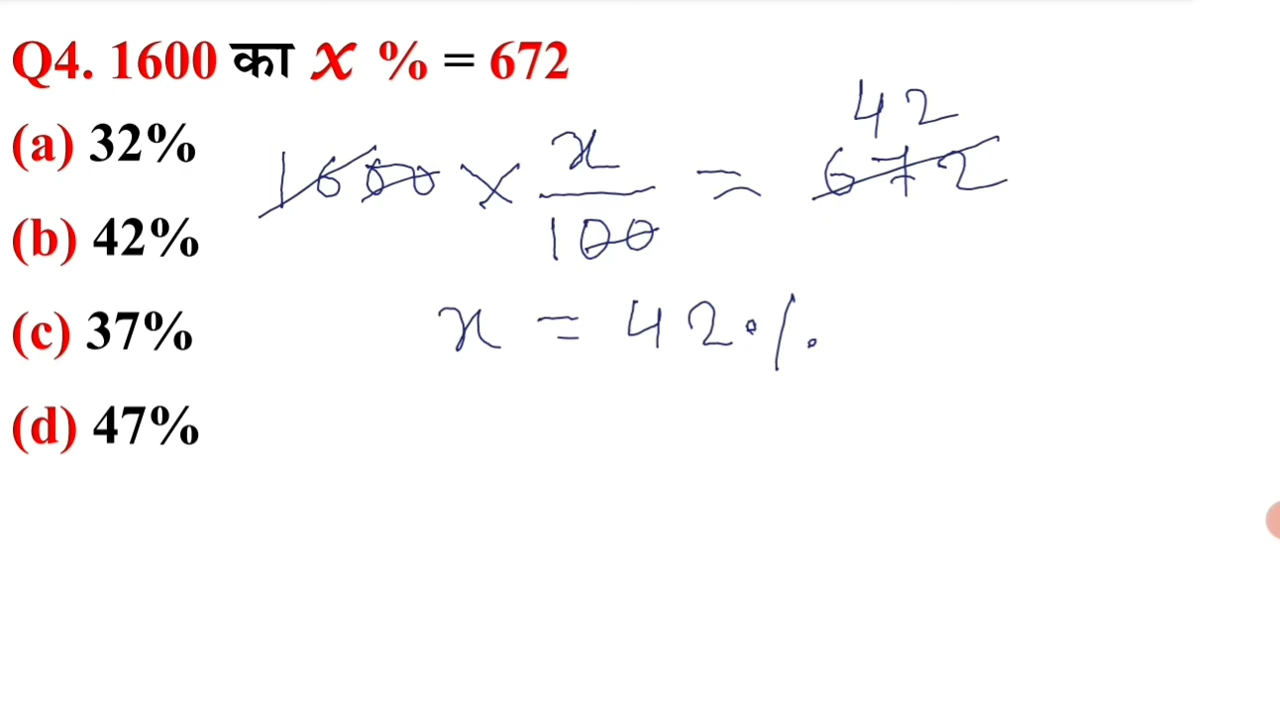 Q4. 1600 का x % = 672
(a) 32%
(b) 42%
(c) 37%
(d) 47%
42
1600 × x/100 = 672
x = 42%